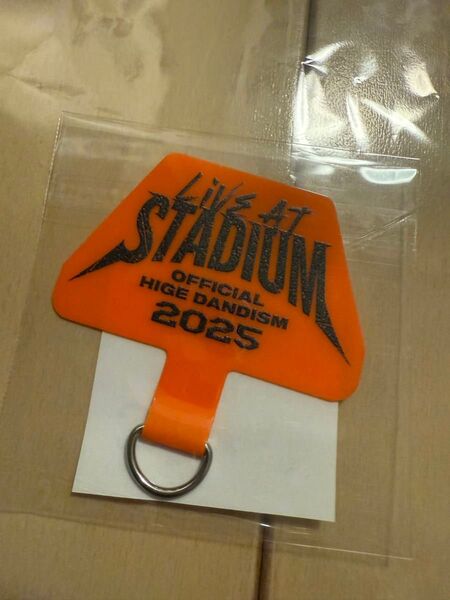 LiVE AT
STADIUM
OFFICIAL
HIGE DANDISM
2025